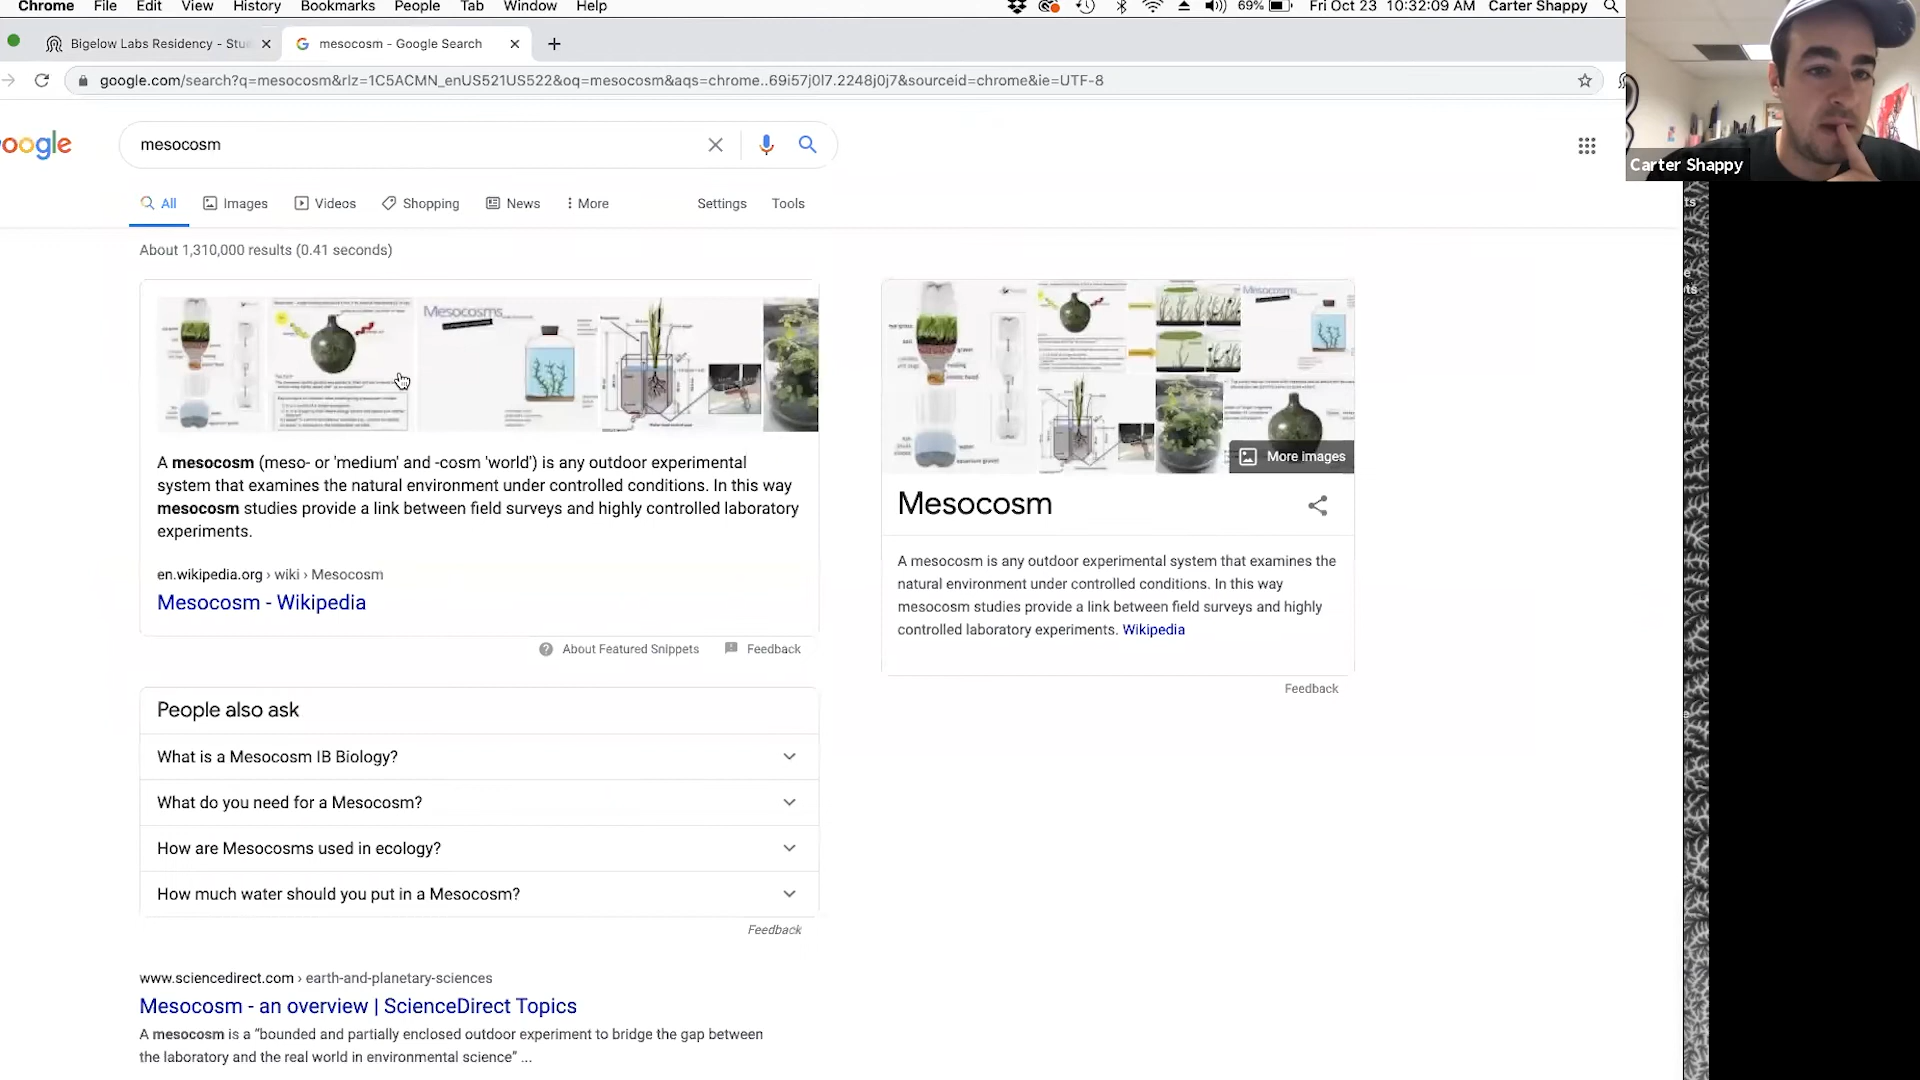 Chrome File Edit View History Bookmarks People Tab Window Help 69% Fri Oct 23 10:32:09 AM Carter Shappy
Bigelow Labs Residency - Stu
mesocosm - Google Search
google.com/search?q=mesocosm&rlz=1C5ACMN_enUS521US522&oq=mesocosm&aqs=chrome..69i57j0l7.2248j0j7&sourceid=chrome&ie=UTF-8
Carter Shappy
oogle
mesocosm
All Images Videos Shopping News More Settings Tools
About 1,310,000 results (0.41 seconds)
Mesocosms
Mesocosms
More images
A mesocosm (meso- or 'medium' and -cosm 'world') is any outdoor experimental
system that examines the natural environment under controlled conditions. In this way
mesocosm studies provide a link between field surveys and highly controlled laboratory
experiments.
en.wikipedia.org › wiki › Mesocosm
Mesocosm - Wikipedia
About Featured Snippets Feedback
Mesocosm
A mesocosm is any outdoor experimental system that examines the
natural environment under controlled conditions. In this way
mesocosm studies provide a link between field surveys and highly
controlled laboratory experiments. Wikipedia
Feedback
People also ask
What is a Mesocosm IB Biology?
What do you need for a Mesocosm?
How are Mesocosms used in ecology?
How much water should you put in a Mesocosm?
Feedback
www.sciencedirect.com › earth-and-planetary-sciences
Mesocosm - an overview | ScienceDirect Topics
A mesocosm is a “bounded and partially enclosed outdoor experiment to bridge the gap between
the laboratory and the real world in environmental science” ...